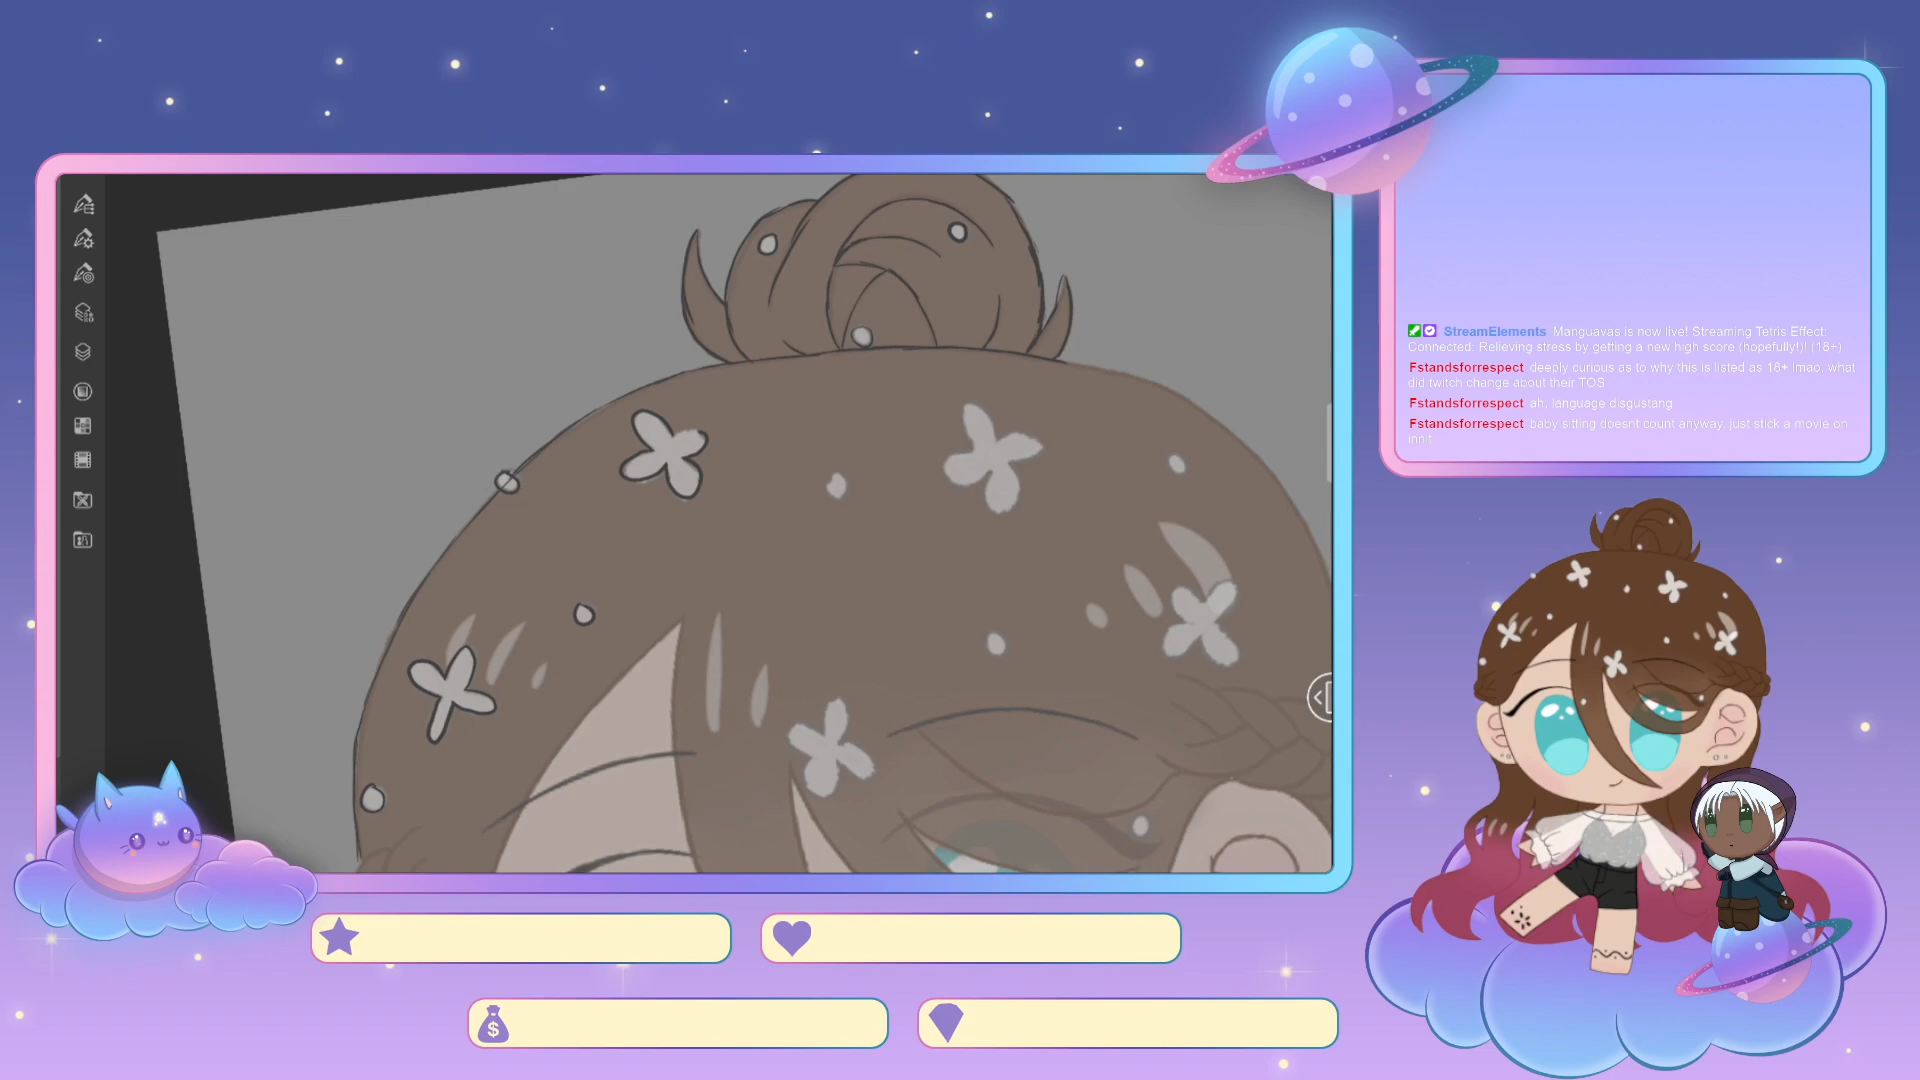 StreamElements Manguavas is now live! Streaming Tetris Effect:
Connected: Relieving stress by getting a new high score (hopefully!)! (18+)
Fstandsforrespect deeply curious as to why this is listed as 18+ lmao. what
did twitch change about their TOS
Fstandsforrespect ah. language disgustang
Fstandsforrespect baby sitting doesnt count anyway. just stick a movie on
innit
$